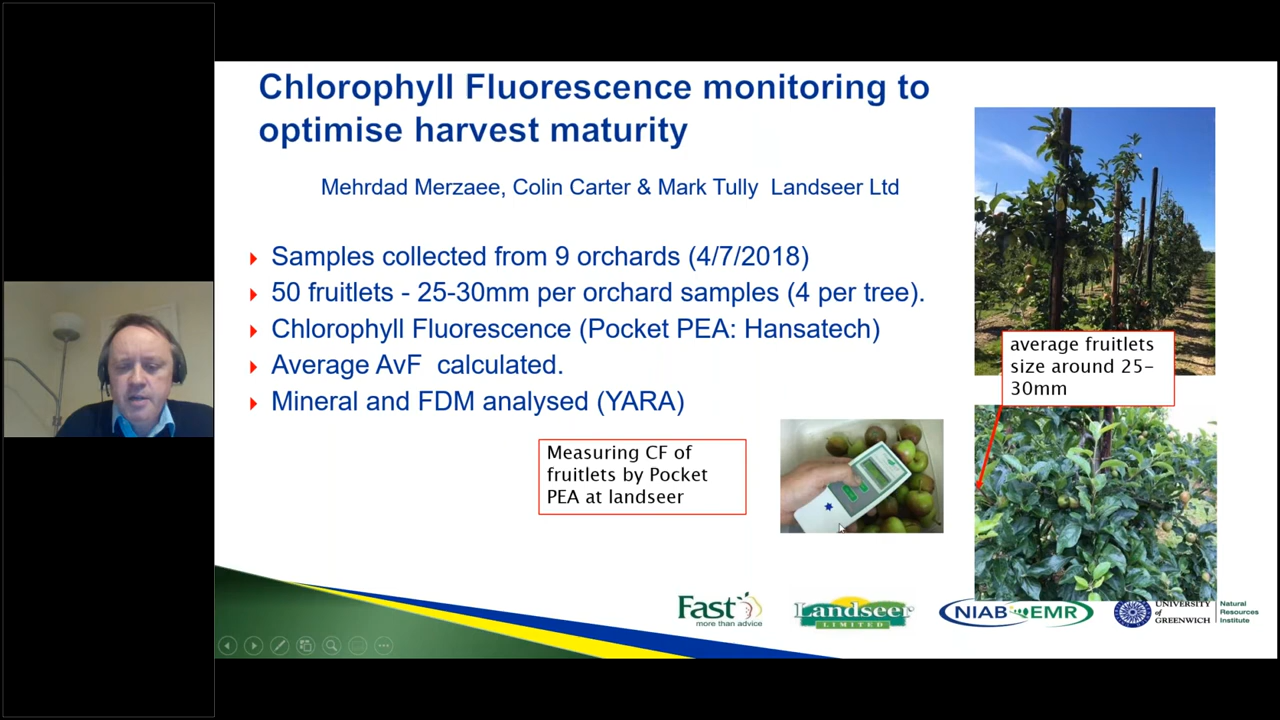 Chlorophyll Fluorescence monitoring to
optimise harvest maturity
Mehrdad Merzaee, Colin Carter & Mark Tully Landseer Ltd
Samples collected from 9 orchards (4/7/2018)
50 fruitlets - 25-30mm per orchard samples (4 per tree).
Chlorophyll Fluorescence (Pocket PEA: Hansatech)
Average AvF calculated.
Mineral and FDM analysed (YARA)
average fruitlets
size around 25-
30mm
Measuring CF of
fruitlets by Pocket
PEA at landseer
Fast
more than advice
Landseer
LIMITED
NIAB EMR
UNIVERSITY
of
GREENWICH
Natural
Resources
Institute